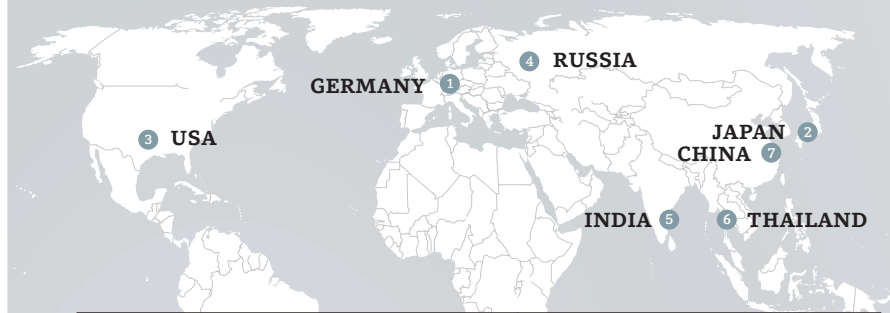 4 RUSSIA
GERMANY 1
3 USA
JAPAN 2
CHINA 7
INDIA 5
6 THAILAND